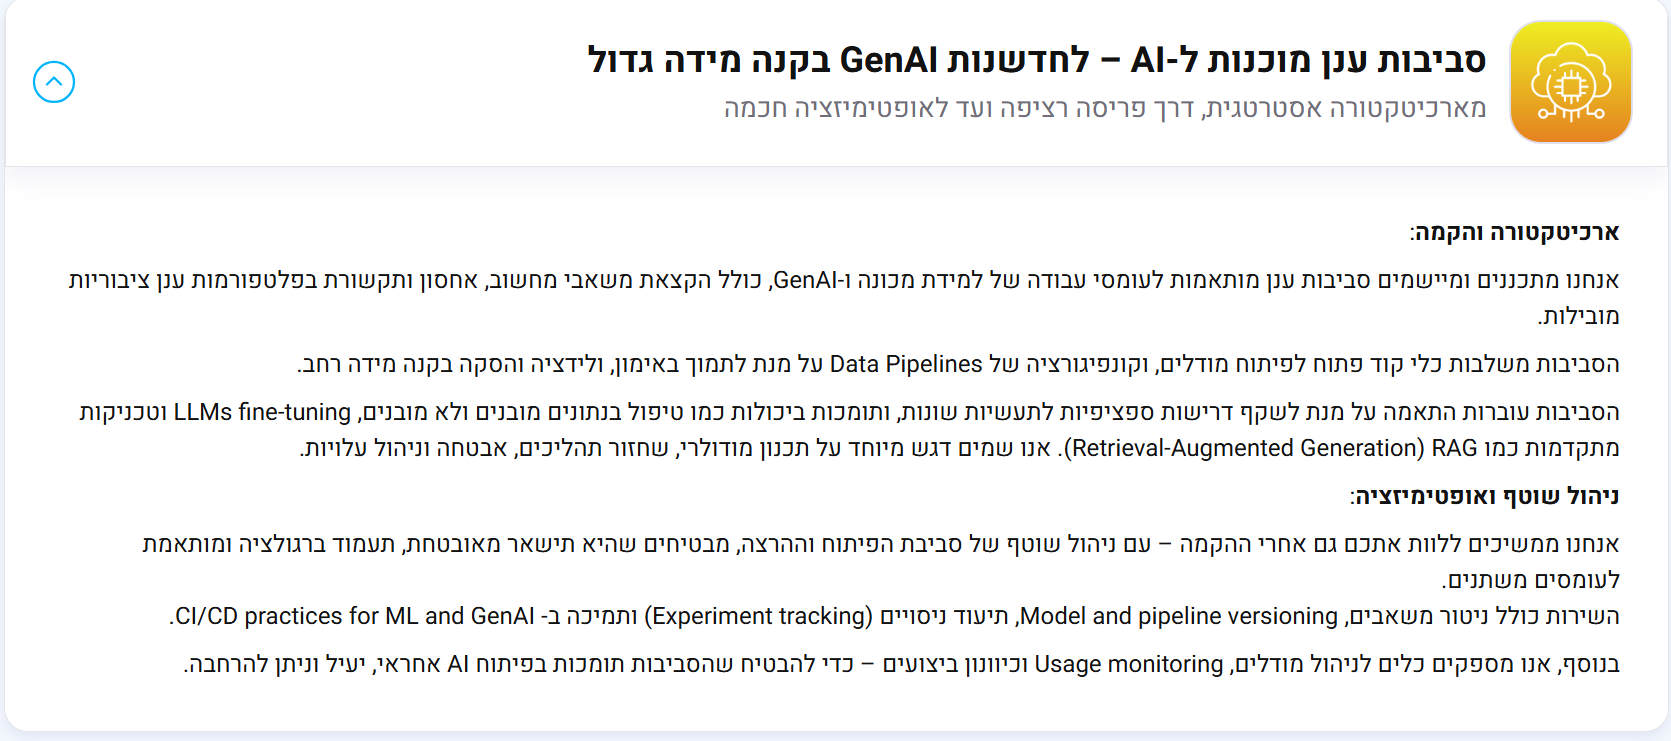 סביבות ענן מוכנות ל-AI – לחדשנות GenAI בקנה מידה גדול
מארכיטקטורה אסטרטגית, דרך פריסה רציפה ועד לאופטימיזציה חכמה
ארכיטקטורה והקמה:
אנחנו מתכננים ומיישמים סביבות ענן מותאמות לעומסי עבודה של למידת מכונה ו-GenAI, כולל הקצאת משאבי מחשוב, אחסון ותקשורת בפלטפורמות ענן ציבוריות
מובילות.
הסביבות משלבות כלי קוד פתוח לפיתוח מודלים, וקונפיגורציה של Data Pipelines על מנת לתמוך באימון, ולידציה והסקה בקנה מידה רחב.
הסביבות עוברות התאמה על מנת לשקף דרישות ספציפיות לתעשיות שונות, ותומכות ביכולות כמו טיפול בנתונים מובנים ולא מובנים, LLMs fine-tuning וטכניקות
מתקדמות כמו RAG (Retrieval-Augmented Generation). אנו שמים דגש מיוחד על תכנון מודולרי, שחזור תהליכים, אבטחה וניהול עלויות.
ניהול שוטף ואופטימיזציה:
אנחנו ממשיכים ללוות אתכם גם אחרי ההקמה – עם ניהול שוטף של סביבת הפיתוח וההרצה, מבטיחים שהיא תישאר מאובטחת, תעמוד ברגולציה ומותאמת
לעומסים משתנים.
השירות כולל ניטור משאבים, Model and pipeline versioning, תיעוד ניסויים (Experiment tracking) ותמיכה ב- CI/CD practices for ML and GenAI.
בנוסף, אנו מספקים כלים לניהול מודלים, Usage monitoring וכיוונון ביצועים – כדי להבטיח שהסביבות תומכות בפיתוח AI אחראי, יעיל וניתן להרחבה.